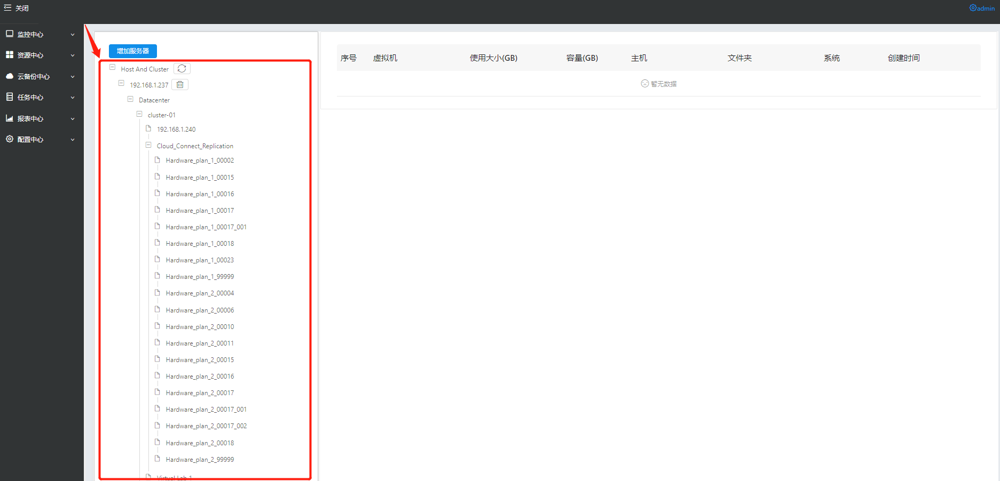 关闭
admin
监控中心
资源中心
云备份中心
任务中心
报表中心
配置中心
增加服务器
Host And Cluster
192.168.1.237
Datacenter
cluster-01
192.168.1.240
Cloud_Connect_Replication
Hardware_plan_1_00002
Hardware_plan_1_00015
Hardware_plan_1_00016
Hardware_plan_1_00017
Hardware_plan_1_00017_001
Hardware_plan_1_00018
Hardware_plan_1_00023
Hardware_plan_1_99999
Hardware_plan_2_00004
Hardware_plan_2_00006
Hardware_plan_2_00010
Hardware_plan_2_00011
Hardware_plan_2_00015
Hardware_plan_2_00016
Hardware_plan_2_00017
Hardware_plan_2_00017_001
Hardware_plan_2_00017_002
Hardware_plan_2_00018
Hardware_plan_2_99999
Virtual Lab 1
序号 虚拟机 使用大小(GB) 容量(GB) 主机 文件夹 系统 创建时间
暂无数据